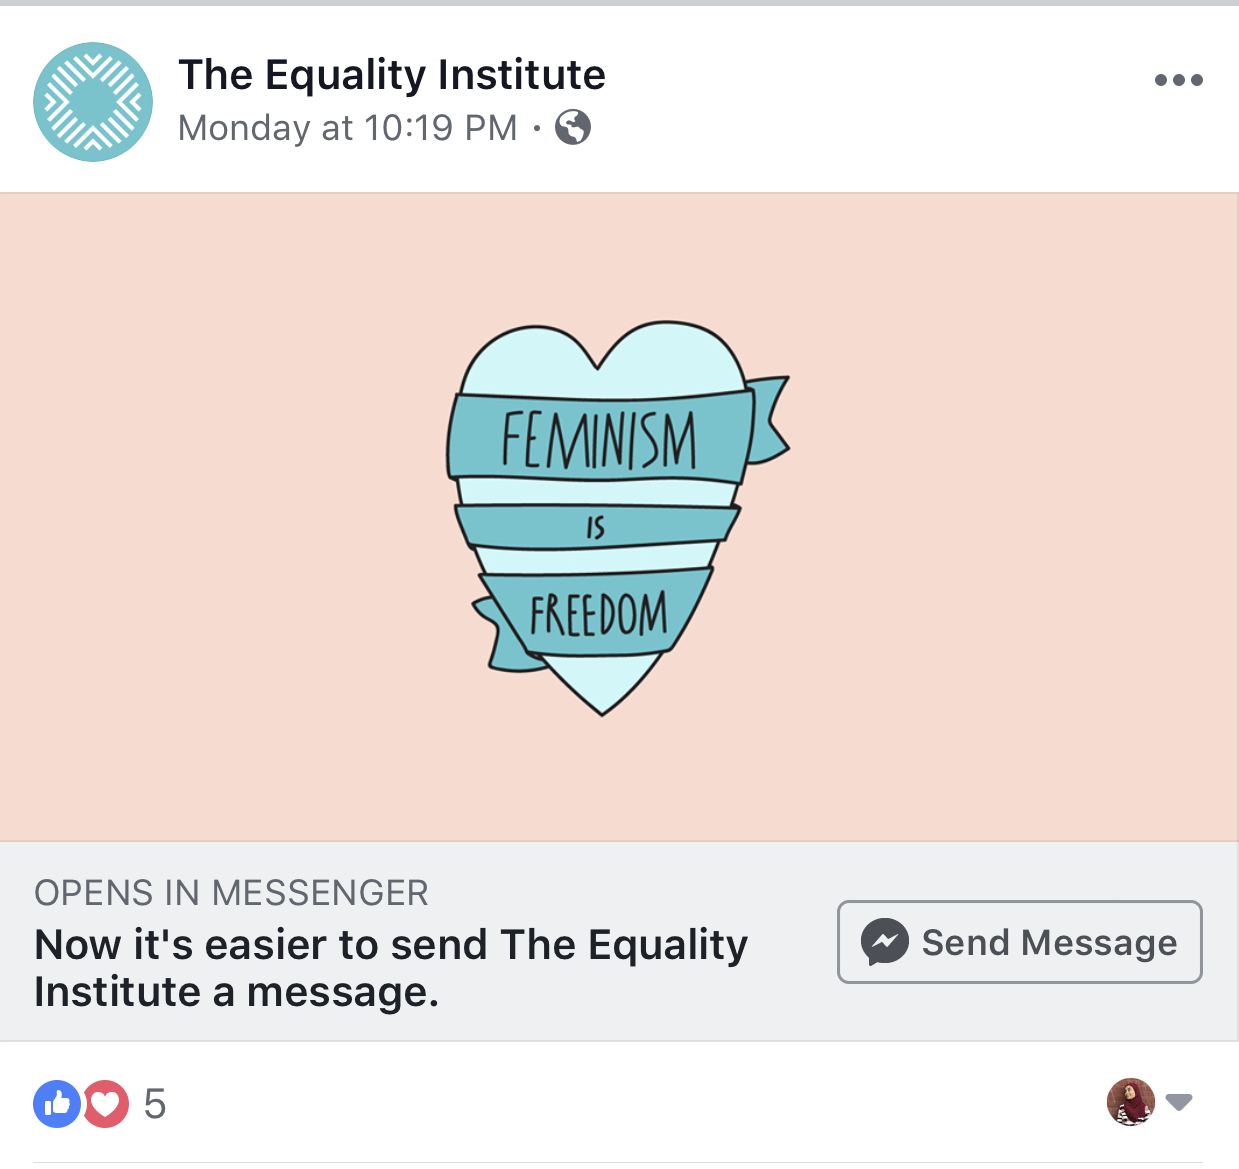 The Equality Institute
Monday at 10:19 PM ·
FEMINISM
IS
FREEDOM
OPENS IN MESSENGER
Now it's easier to send The Equality
Institute a message.
Send Message
5